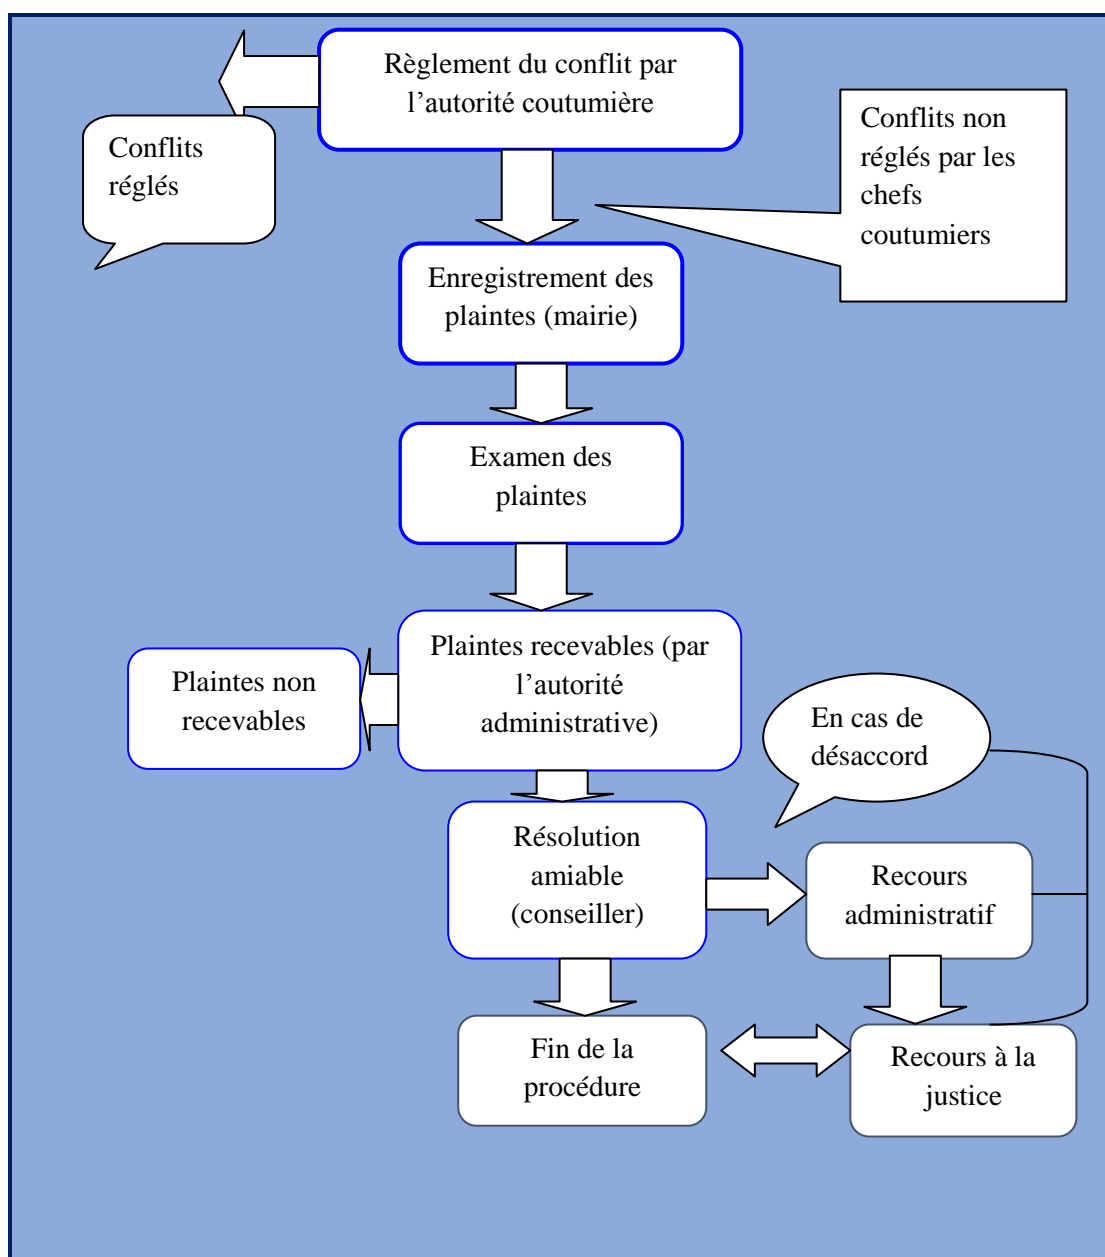 Règlement du conflit par
l’autorité coutumière
Conflits
réglés
Conflits non
réglés par les
chefs
coutumiers
Enregistrement des
plaintes (mairie)
Examen des
plaintes
Plaintes recevables (par
l’autorité
administrative)
Plaintes non
recevables
En cas de
désaccord
Résolution
amiable
(conseiller)
Recours
administratif
Fin de la
procédure
Recours à la
justice